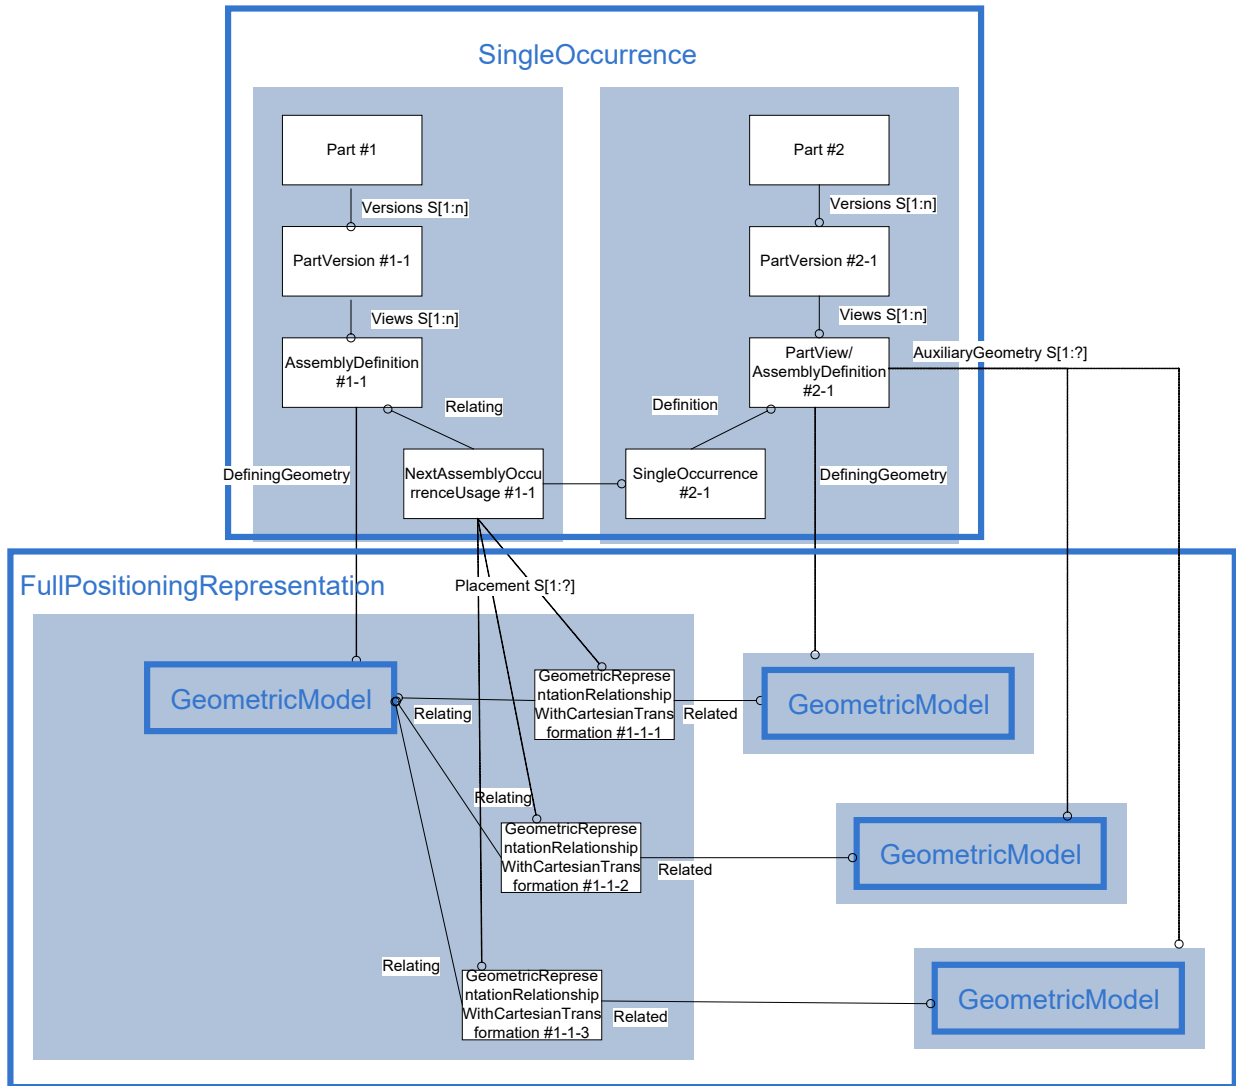 SingleOccurrence
Part #1
Part #2
Versions S[1:n]
Versions S[1:n]
PartVersion #1-1
PartVersion #2-1
Views S[1:n]
Views S[1:n]
AssemblyDefinition
#1-1
PartView/
AssemblyDefinition
#2-1
AuxiliaryGeometry S[1:?]
Relating
Definition
DefiningGeometry
NextAssemblyOccu
rrenceUsage #1-1
SingleOccurrence
#2-1
DefiningGeometry
FullPositioningRepresentation
Placement S[1:?]
GeometricModel
GeometricReprese
ntationRelationship
WithCartesianTrans
formation #1-1-1
Relating
Related
GeometricModel
Relating
GeometricReprese
ntationRelationship
WithCartesianTrans
formation #1-1-2
Related
GeometricModel
Relating
GeometricReprese
ntationRelationship
WithCartesianTrans
formation #1-1-3
Related
GeometricModel